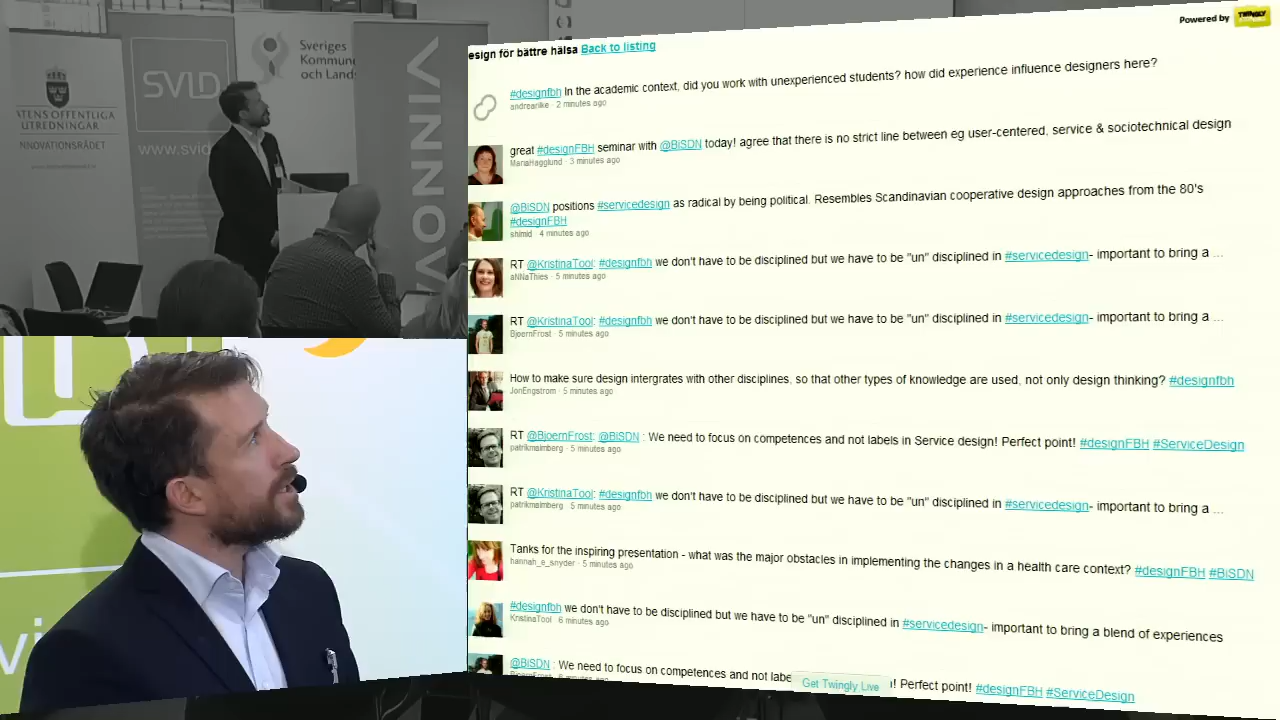 Powered by TWINGLY
esign för bättre hälsa Back to listing
#designfbh In the academic context, did you work with unexperienced students? how did experience influence designers here?
andrearilke · 2 minutes ago
great #designFBH seminar with @BiSDN today! agree that there is no strict line between eg user-centered, service & sociotechnical design
MariaHagglund · 3 minutes ago
@BiSDN positions #servicedesign as radical by being political. Resembles Scandinavian cooperative design approaches from the 80's
#designFBH
shimid · 4 minutes ago
RT @KristinaTool: #designfbh we don't have to be disciplined but we have to be "un" disciplined in #servicedesign- important to bring a ...
aNNaThies · 5 minutes ago
RT @KristinaTool: #designfbh we don't have to be disciplined but we have to be "un" disciplined in #servicedesign- important to bring a ...
BjoernFrost · 5 minutes ago
How to make sure design intergrates with other disciplines, so that other types of knowledge are used, not only design thinking? #designfbh
JonEngstrom · 5 minutes ago
RT @BjoernFrost: @BiSDN : We need to focus on competences and not labels in Service design! Perfect point! #designFBH #ServiceDesign
patrikmalmberg · 5 minutes ago
RT @KristinaTool: #designfbh we don't have to be disciplined but we have to be "un" disciplined in #servicedesign- important to bring a ...
patrikmalmberg · 5 minutes ago
Tanks for the inspiring presentation - what was the major obstacles in implementing the changes in a health care context? #designFBH #BiSDN
hannah_e_snyder · 5 minutes ago
#designfbh we don't have to be disciplined but we have to be "un" disciplined in #servicedesign- important to bring a blend of experiences
KristinaTool · 6 minutes ago
@BiSDN : We need to focus on competences and not labe ! Perfect point! #designFBH #ServiceDesign
Get Twingly Live
TENS OFFENTLIGA
UTREDNINGAR
NNOVATIONSRÅDET
SVID
www.svid
Sveriges
Kommune
och Lands
VINNOVA
vi